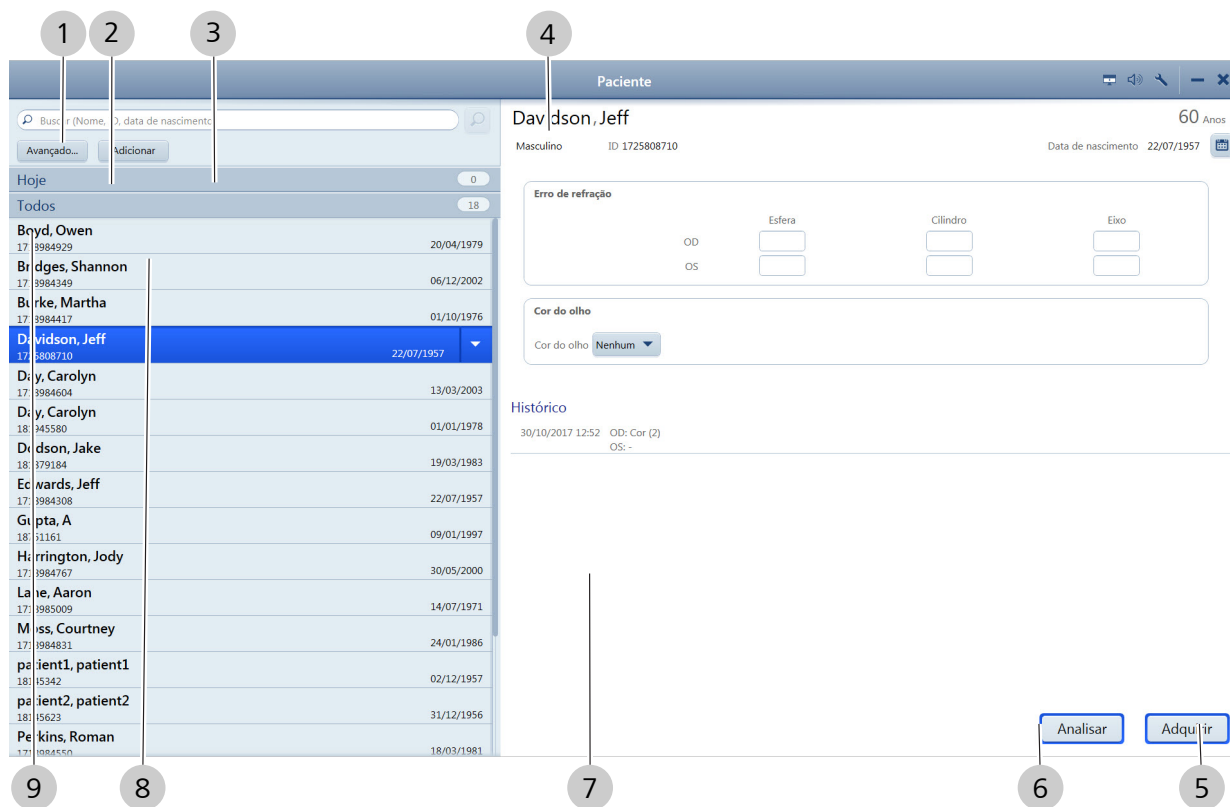 1 2 3 4
Paciente
Buscar (Nome, ID, data de nascimento
Avançado... Adicionar
Hoje 0
Todos 18
Boyd, Owen
20/04/1979
Bridges, Shannon
06/12/2002
Burke, Martha
01/10/1976
Davidson, Jeff
1725808710 22/07/1957
Day, Carolyn
13/03/2003
Day, Carolyn
01/01/1978
Dodson, Jake
19/03/1983
Edwards, Jeff
22/07/1957
Gupta, A
09/01/1997
Harrington, Jody
30/05/2000
Lane, Aaron
14/07/1971
Moss, Courtney
24/01/1986
patient1, patient1
02/12/1957
patient2, patient2
31/12/1956
Perkins, Roman
18/03/1981
Davidson, Jeff 60 Anos
Masculino ID 1725808710 Data de nascimento 22/07/1957
Erro de refração
Esfera Cilindro Eixo
OD
OS
Cor do olho
Cor do olho Nenhum
Histórico
30/10/2017 12:52 OD: Cor (2)
OS: -
Analisar Adquirir
9 8 7 6 5